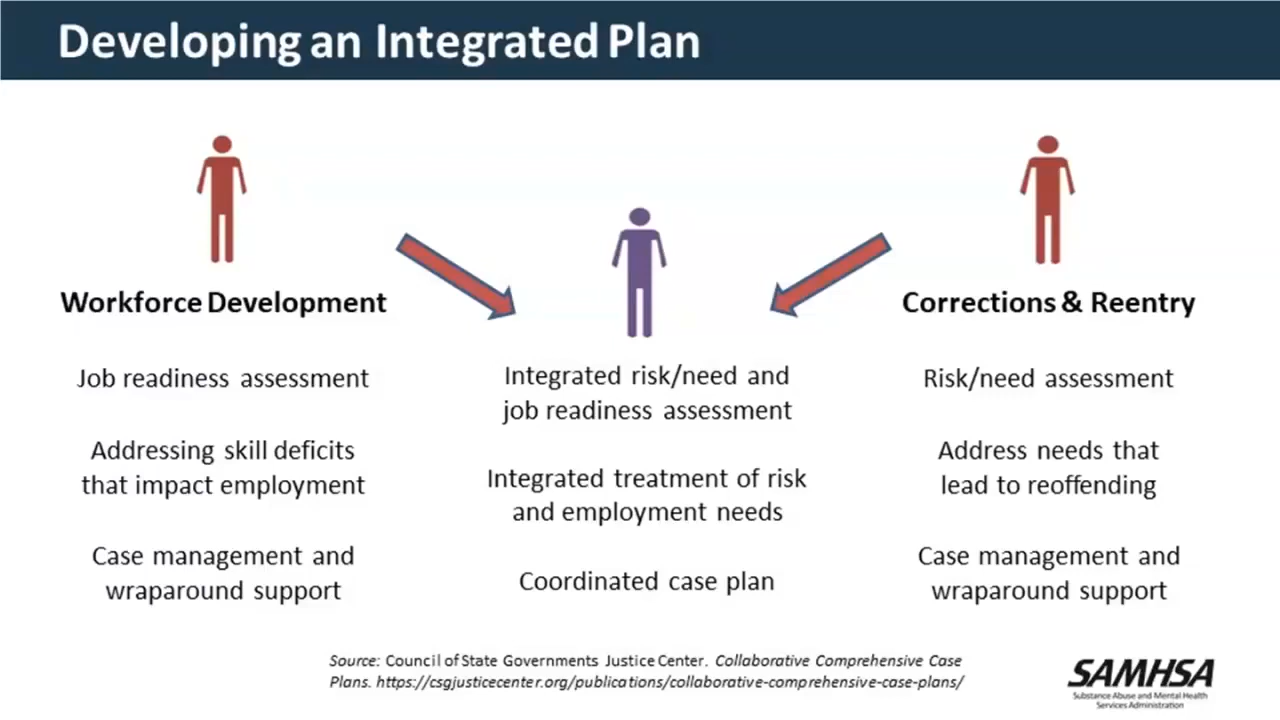 Developing an Integrated Plan
Workforce Development
Job readiness assessment
Addressing skill deficits
that impact employment
Case management and
wraparound support
Integrated risk/need and
job readiness assessment
Integrated treatment of risk
and employment needs
Coordinated case plan
Corrections & Reentry
Risk/need assessment
Address needs that
lead to reoffending
Case management and
wraparound support
Source: Council of State Governments Justice Center. Collaborative Comprehensive Case
Plans. https://csgjusticecenter.org/publications/collaborative-comprehensive-case-plans/
SAMHSA
Substance Abuse and Mental Health
Services Administration